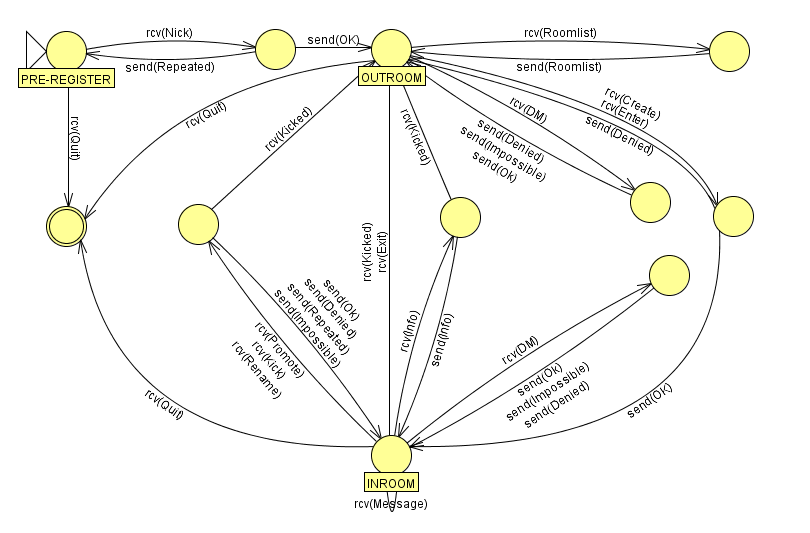 rcv(Nick)
send(Repeated)
PRE-REGISTER
send(OK)
OUTROOM
rcv(Roomlist)
send(Roomlist)
rcv(Quit)
rcv(Quit)
rcv(Kicked)
rcv(Kicked)
rcv(DM)
send(Denied)
send(Impossible)
send(Ok)
rcv(Create)
rcv(Enter)
send(Denied)
rcv(Kicked)
rcv(Exit)
send(Ok)
send(Denied)
send(Repeated)
send(Impossible)
rcv(Promote)
rcv(Kick)
rcv(Rename)
rcv(Info)
send(Info)
rcv(DM)
send(Ok)
send(Impossible)
send(Denied)
send(OK)
rcv(Quit)
INROOM
rcv(Message)